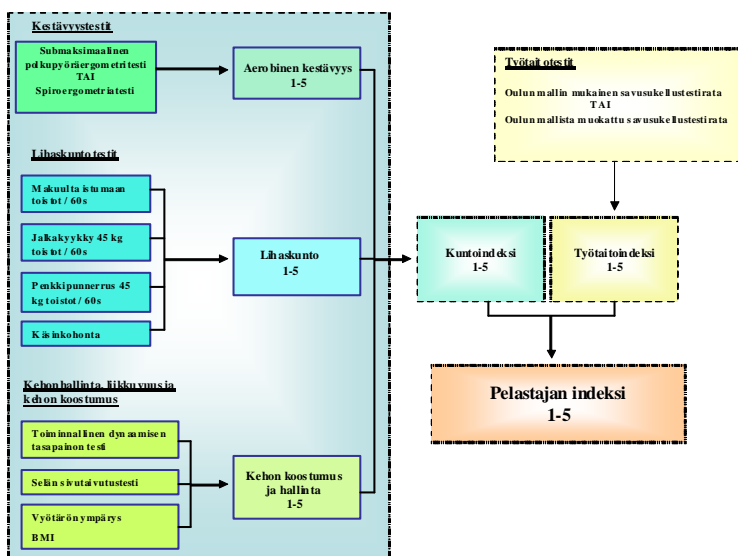 Kestävyystestit
Submaksimaalinen
polkupyöräergometritesti
TAI
Spiroergometriatesti
Aerobinen kestävyys
1-5
Lihaskuntotestit
Makuulta istumaan
toistot / 60s
Jalkakyykky 45 kg
toistot / 60s
Penkkipunnerrus 45
kg toistot / 60s
Käsinkohonta
Lihaskunto
1-5
Kehonhallinta, liikkuvuus ja
kehon koostumus
Toiminnallinen dynaamisen
tasapainon testi
Selän sivutaivutustesti
Vyötärön ympärys
BMI
Kehon koostumus
ja hallinta
1-5
Työtaitotestit
Oulun mallin mukainen savusukellustestirata
TAI
Oulun mallista muokattu savusukellustestirata
Kuntoindeksi
1-5
Työtaitoindeksi
1-5
Pelastajan indeksi
1-5